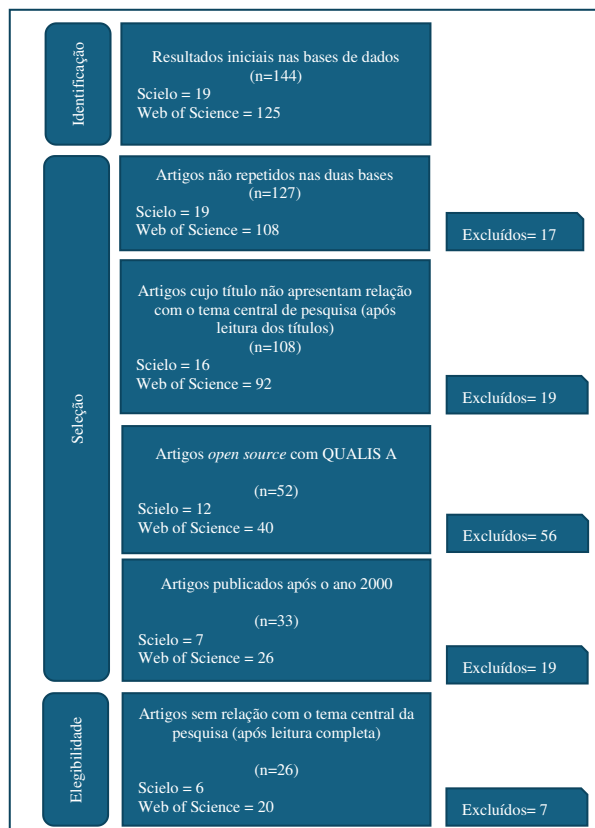 Identificação
Resultados iniciais nas bases de dados
(n=144)
Scielo = 19
Web of Science = 125
Seleção
Artigos não repetidos nas duas bases
(n=127)
Scielo = 19
Web of Science = 108
Excluídos= 17
Artigos cujo título não apresentam relação
com o tema central de pesquisa (após
leitura dos títulos)
(n=108)
Scielo = 16
Web of Science = 92
Excluídos= 19
Artigos open source com QUALIS A
(n=52)
Scielo = 12
Web of Science = 40
Excluídos= 56
Artigos publicados após o ano 2000
(n=33)
Scielo = 7
Web of Science = 26
Excluídos= 19
Elegibilidade
Artigos sem relação com o tema central da
pesquisa (após leitura completa)
(n=26)
Scielo = 6
Web of Science = 20
Excluídos= 7